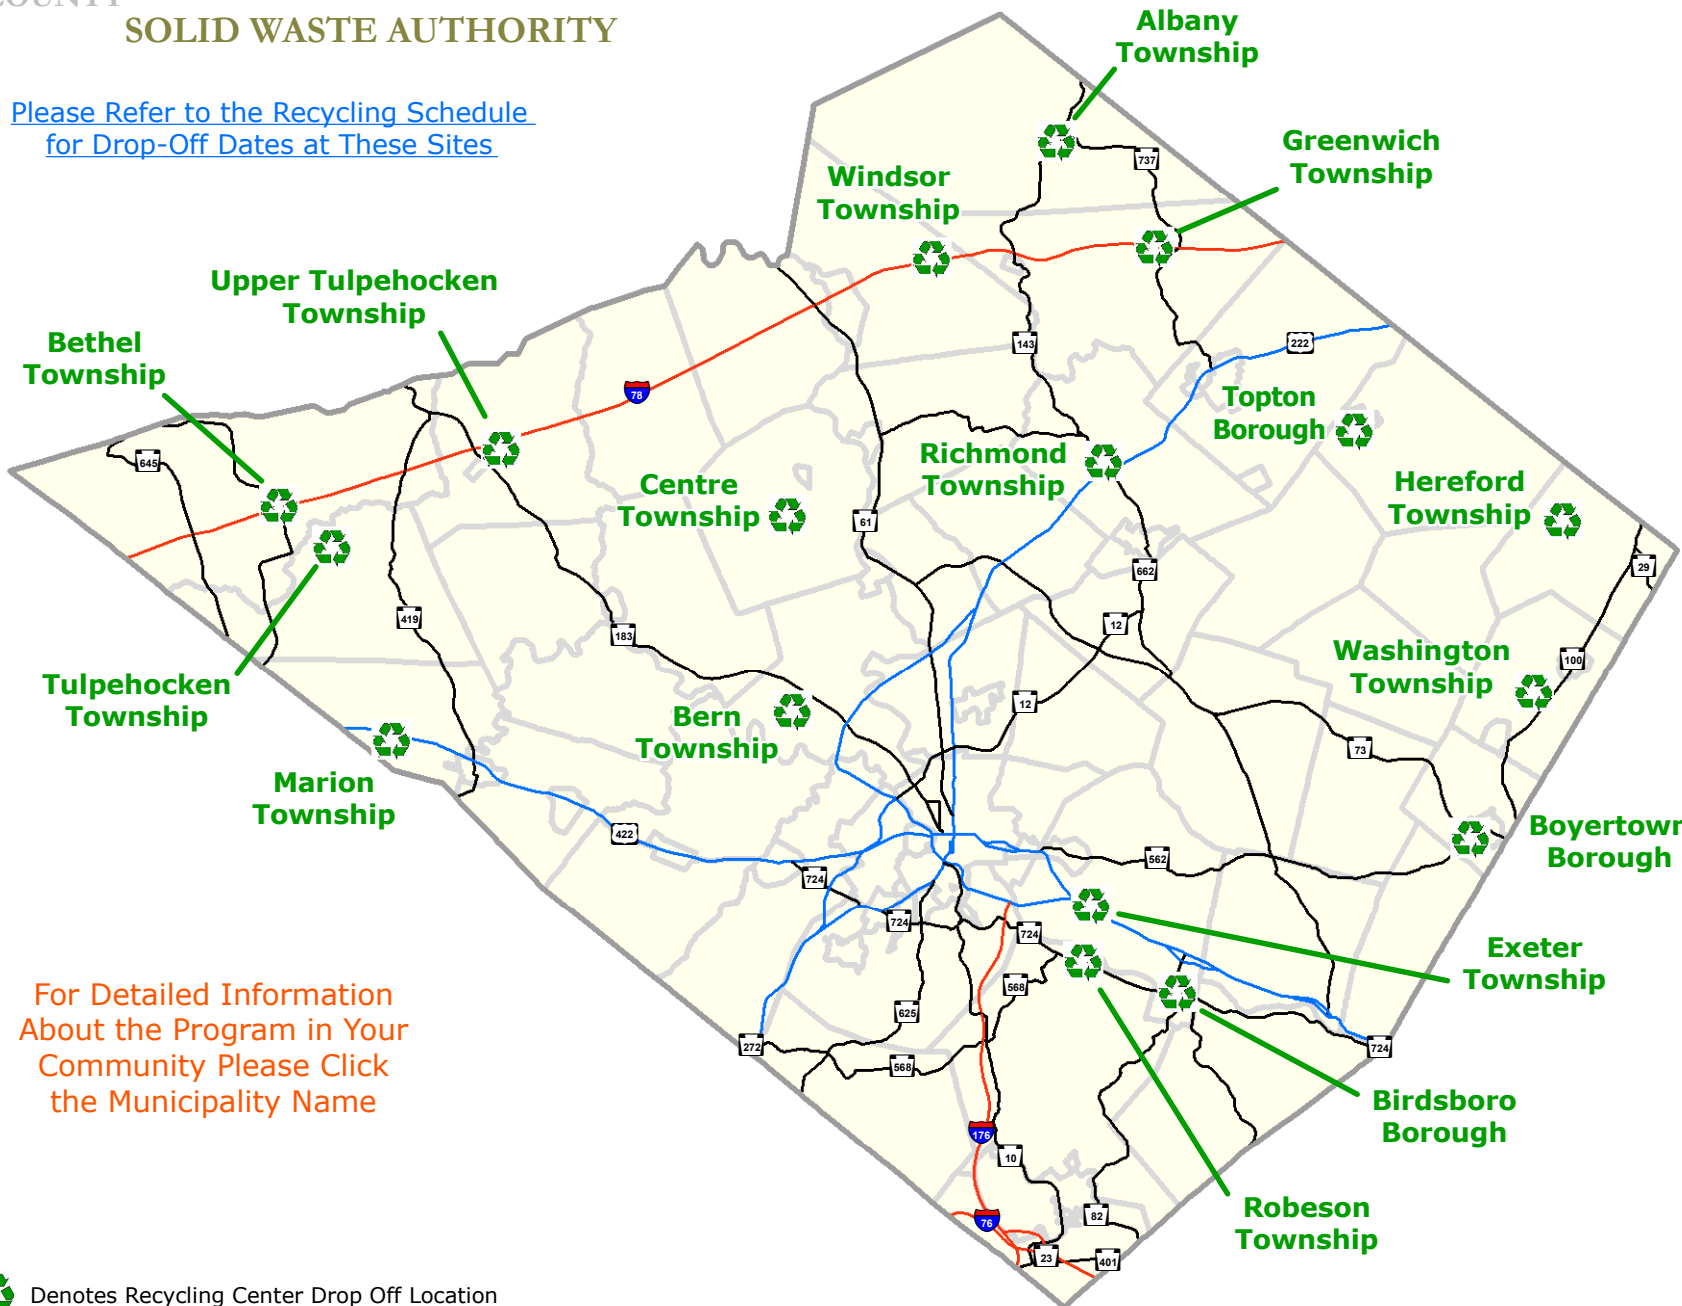 COUNTY
SOLID WASTE AUTHORITY
Please Refer to the Recycling Schedule
for Drop-Off Dates at These Sites
Albany
Township
Greenwich
Township
737
Windsor
Township
Upper Tulpehocken
Township
Bethel
Township
78
143
222
Topton
Borough
645
Richmond
Township
Centre
Township
61
Hereford
Township
29
662
419
183
12
Washington
Township
100
Tulpehocken
Township
12
Bern
Township
73
Marion
Township
422
Boyertown
Borough
562
724
724
724
Exeter
Township
568
For Detailed Information
About the Program in Your
Community Please Click
the Municipality Name
625
272
568
724
Birdsboro
Borough
176
10
82
76
Robeson
Township
23
401
Denotes Recycling Center Drop Off Location